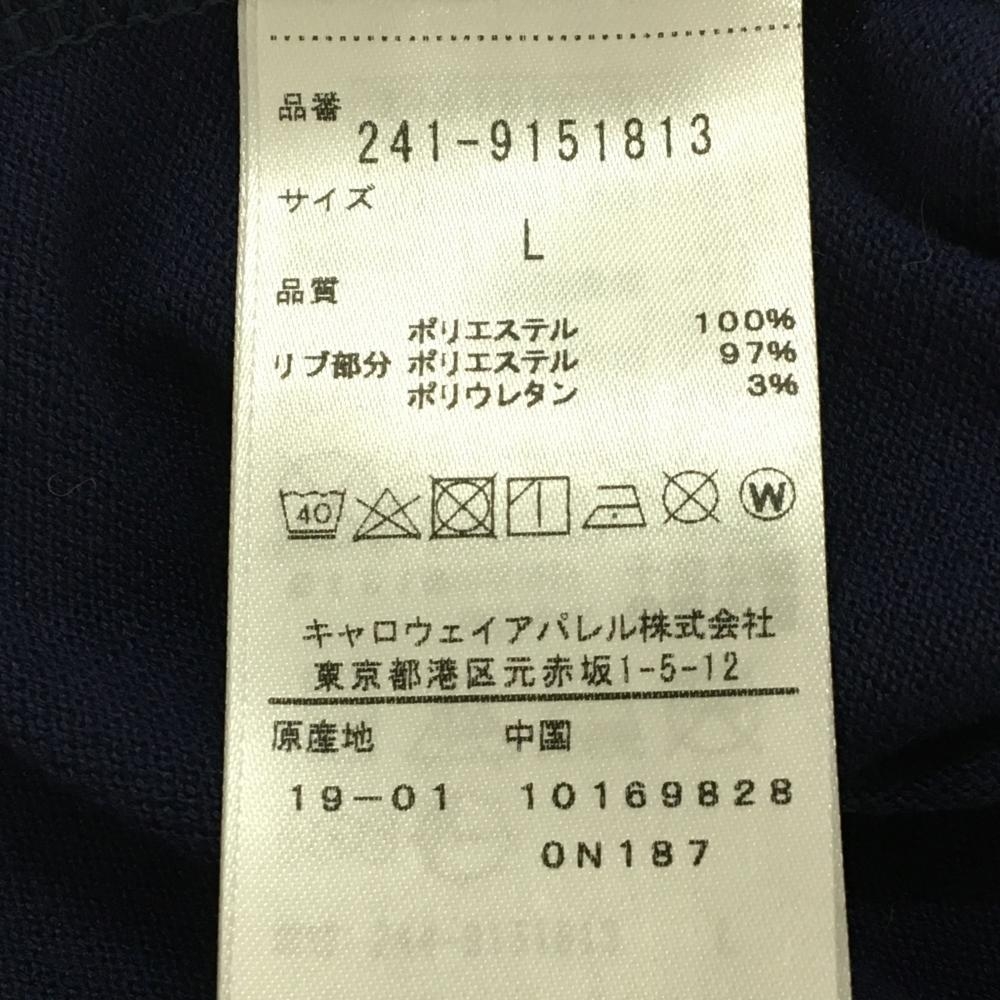 品番
241-9151813
サイズ
L
品質
ポリエステル 100%
リブ部分 ポリエステル 97%
ポリウレタン 3%
40 W
キャロウェイアパレル株式会社
東京都港区元赤坂1-5-12
原産地 中国
19-01 10169828
0N187